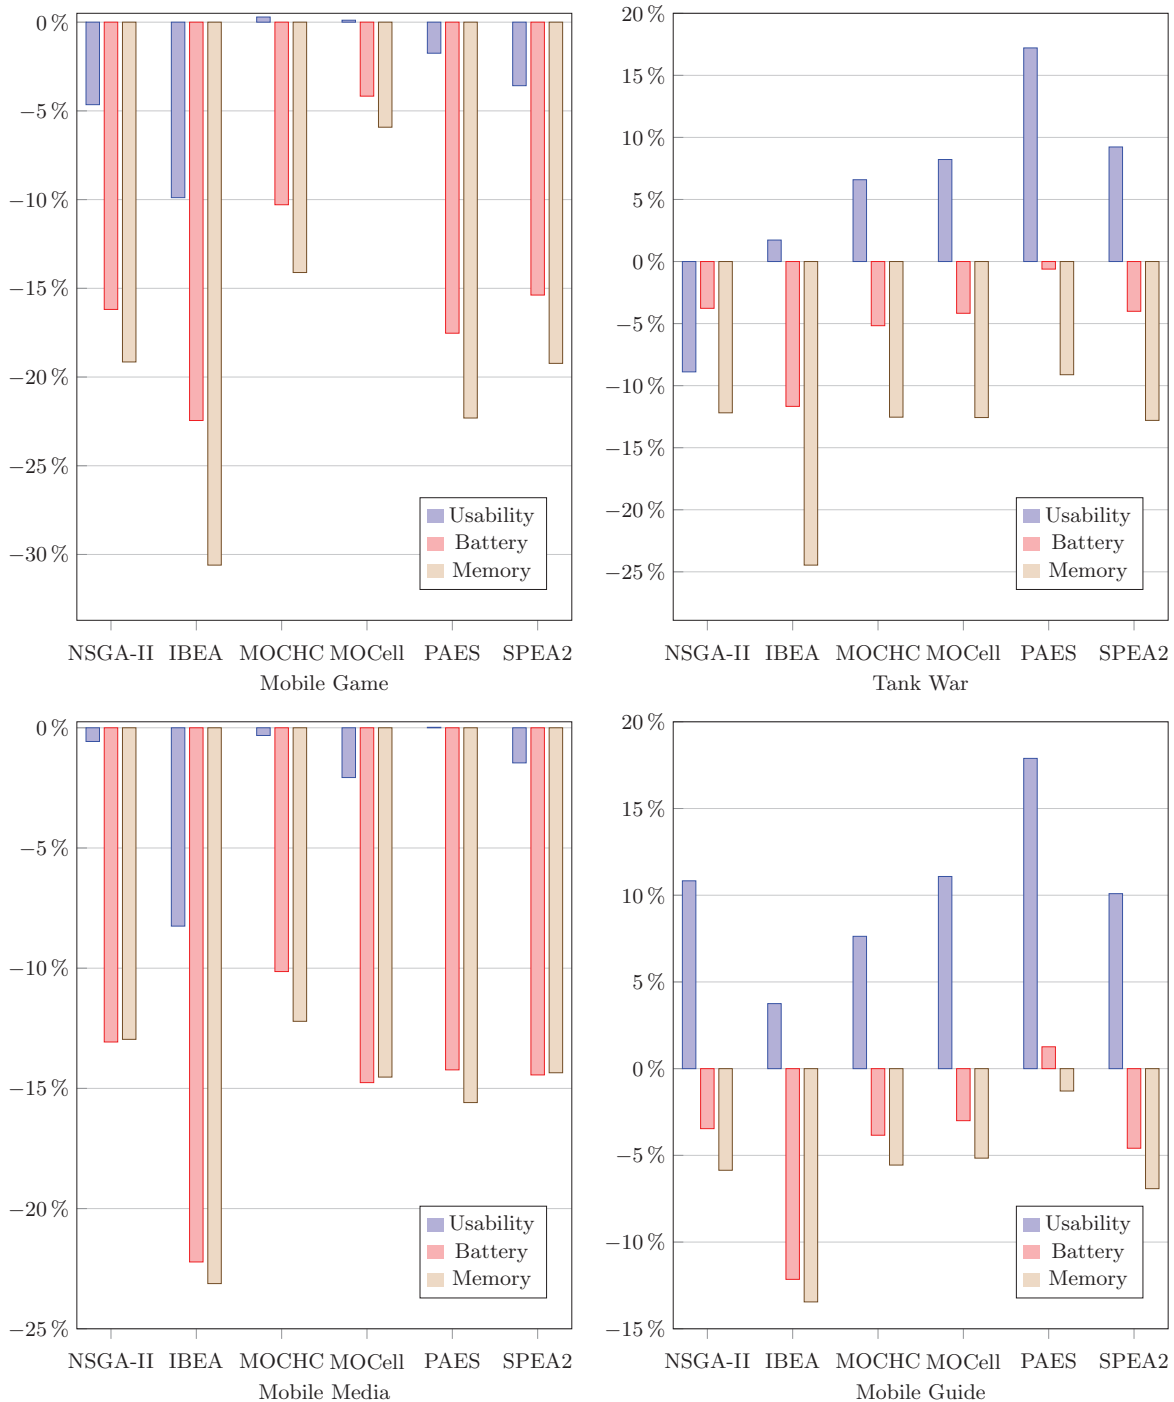 0 %
−5 %
−10 %
−15 %
−20 %
−25 %
−30 %
Usability
Battery
Memory
NSGA-II IBEA MOCHC MOCell PAES SPEA2
Mobile Game
20 %
15 %
10 %
5 %
0 %
−5 %
−10 %
−15 %
−20 %
−25 %
Usability
Battery
Memory
NSGA-II IBEA MOCHC MOCell PAES SPEA2
Tank War
0 %
−5 %
−10 %
−15 %
−20 %
−25 %
Usability
Battery
Memory
NSGA-II IBEA MOCHC MOCell PAES SPEA2
Mobile Media
20 %
15 %
10 %
5 %
0 %
−5 %
−10 %
−15 %
Usability
Battery
Memory
NSGA-II IBEA MOCHC MOCell PAES SPEA2
Mobile Guide